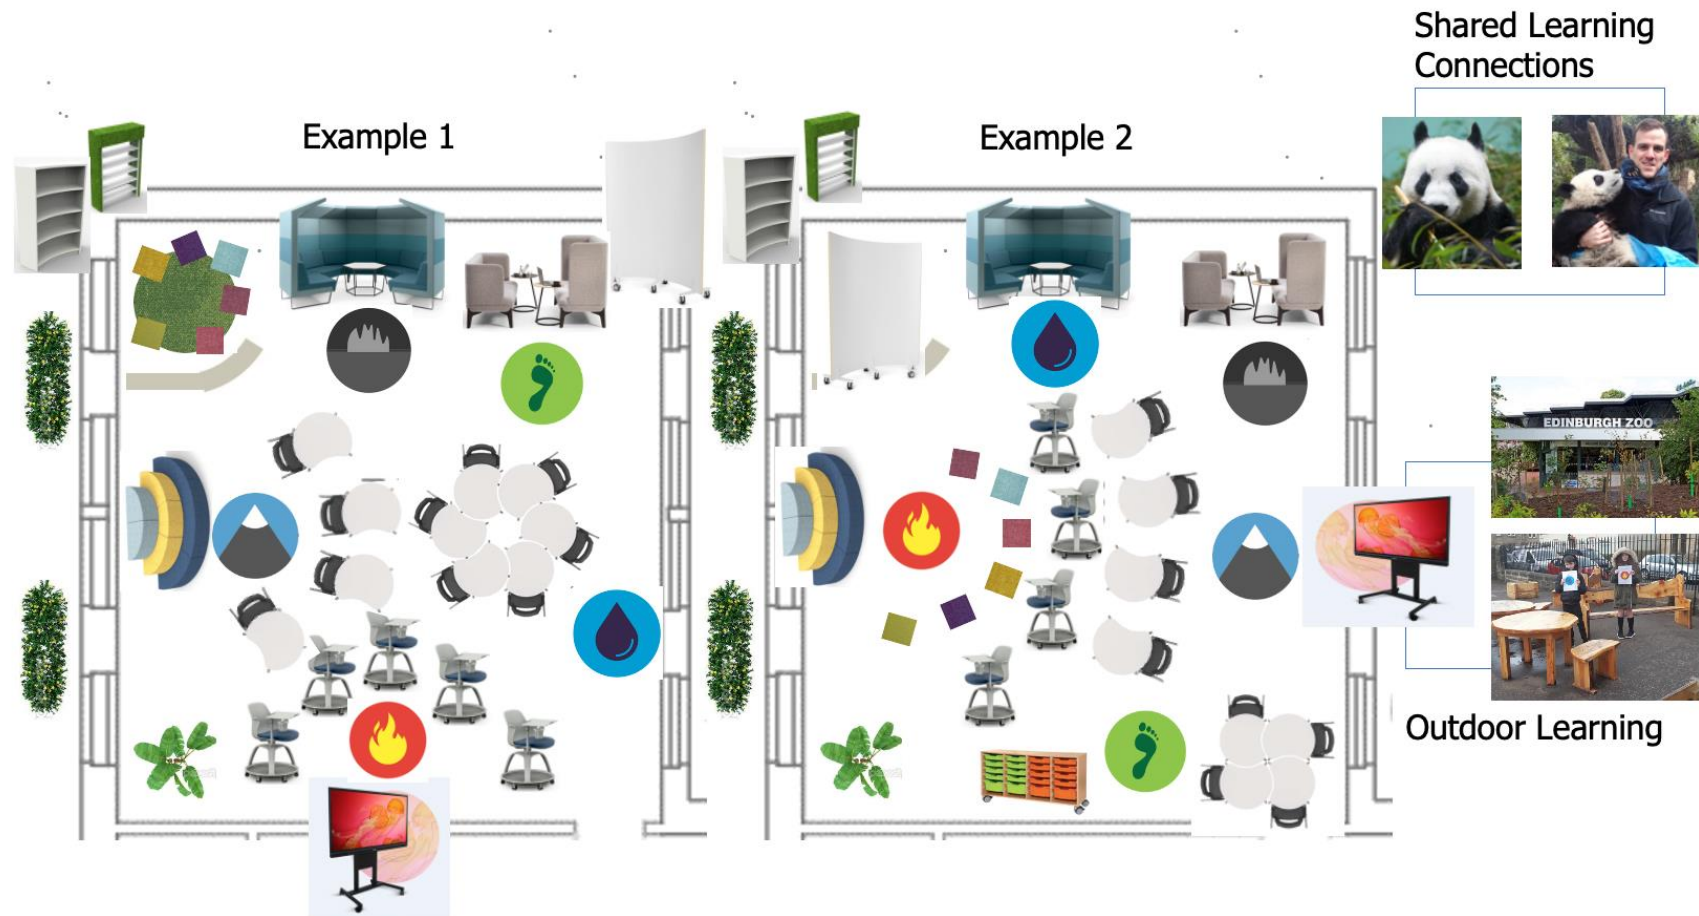 Example 1
Example 2
Shared Learning
Connections
EDINBURGH ZOO
Outdoor Learning